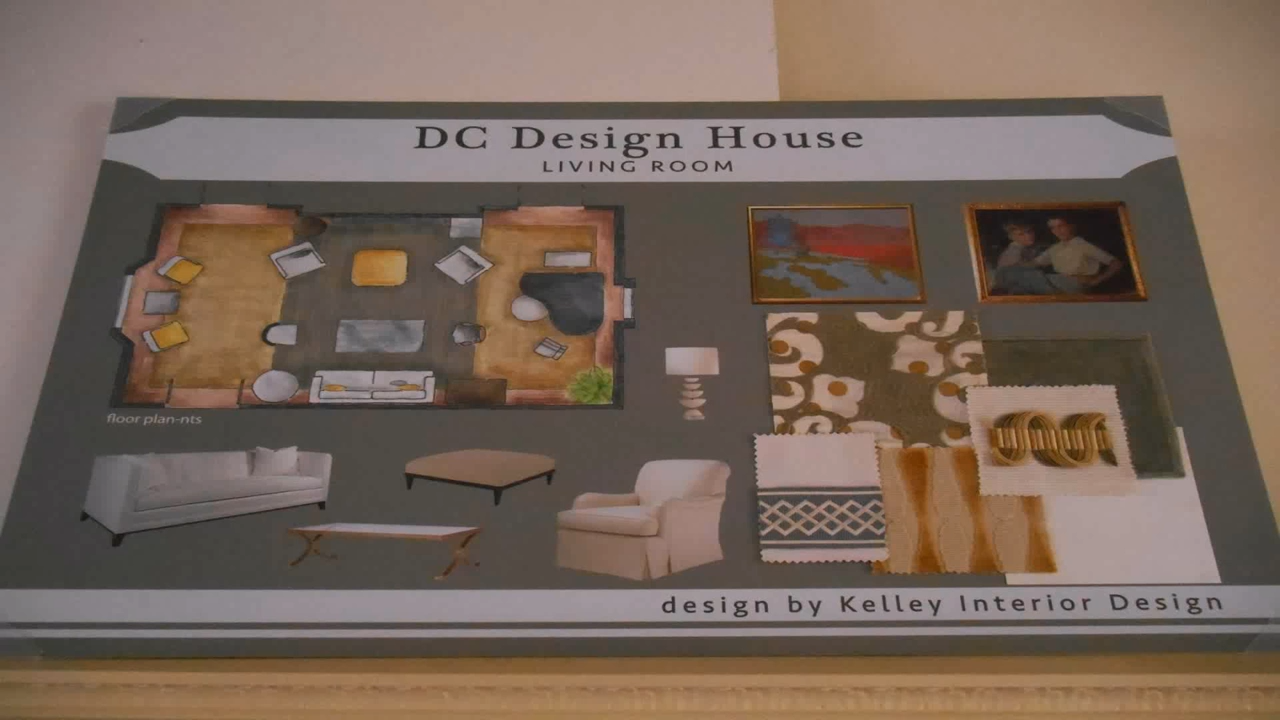 DC Design House
LIVING ROOM
floor plan-nts
design by Kelley Interior Design